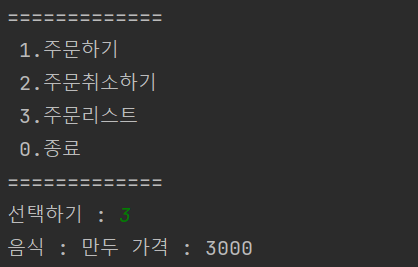 =============
 1.주문하기
 2.주문취소하기
 3.주문리스트
 0.종료
=============
선택하기 : 3
음식 : 만두 가격 : 3000